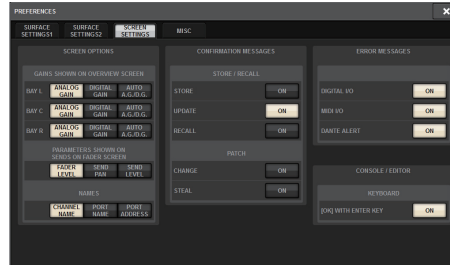 PREFERENCES
SURFACE SETTINGS1
SURFACE SETTINGS2
SCREEN SETTINGS
MISC
SCREEN OPTIONS
GAINS SHOWN ON OVERVIEW SCREEN
BAY L ANALOG GAIN DIGITAL GAIN AUTO A.G./D.G.
BAY C ANALOG GAIN DIGITAL GAIN AUTO A.G./D.G.
BAY R ANALOG GAIN DIGITAL GAIN AUTO A.G./D.G.
PARAMETERS SHOWN ON
SENDS ON FADER SCREEN
FADER LEVEL SEND PAN SEND LEVEL
NAMES
CHANNEL NAME PORT NAME PORT ADDRESS
CONFIRMATION MESSAGES
STORE / RECALL
STORE ON
UPDATE ON
RECALL ON
PATCH
CHANGE ON
STEAL ON
ERROR MESSAGES
DIGITAL I/O ON
MIDI I/O ON
DANTE ALERT ON
CONSOLE / EDITOR
KEYBOARD
[OK] WITH ENTER KEY ON